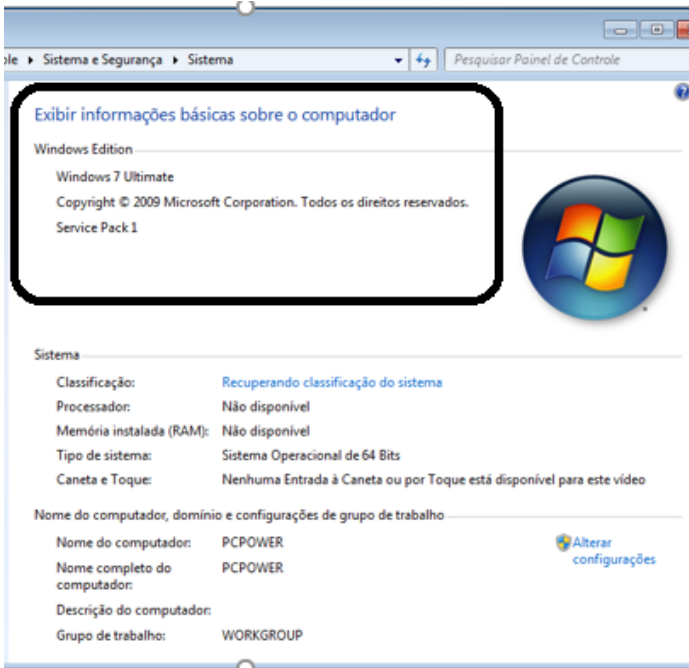 ole ▸ Sistema e Segurança ▸ Sistema
Pesquisar Painel de Controle
Exibir informações básicas sobre o computador
Windows Edition
Windows 7 Ultimate
Copyright © 2009 Microsoft Corporation. Todos os direitos reservados.
Service Pack 1
Sistema
Classificação: Recuperando classificação do sistema
Processador: Não disponível
Memória instalada (RAM): Não disponível
Tipo de sistema: Sistema Operacional de 64 Bits
Caneta e Toque: Nenhuma Entrada à Caneta ou por Toque está disponível para este vídeo
Nome do computador, domínio e configurações de grupo de trabalho
Nome do computador: PCPOWER
Alterar
configurações
Nome completo do
computador: PCPOWER
Descrição do computador:
Grupo de trabalho: WORKGROUP